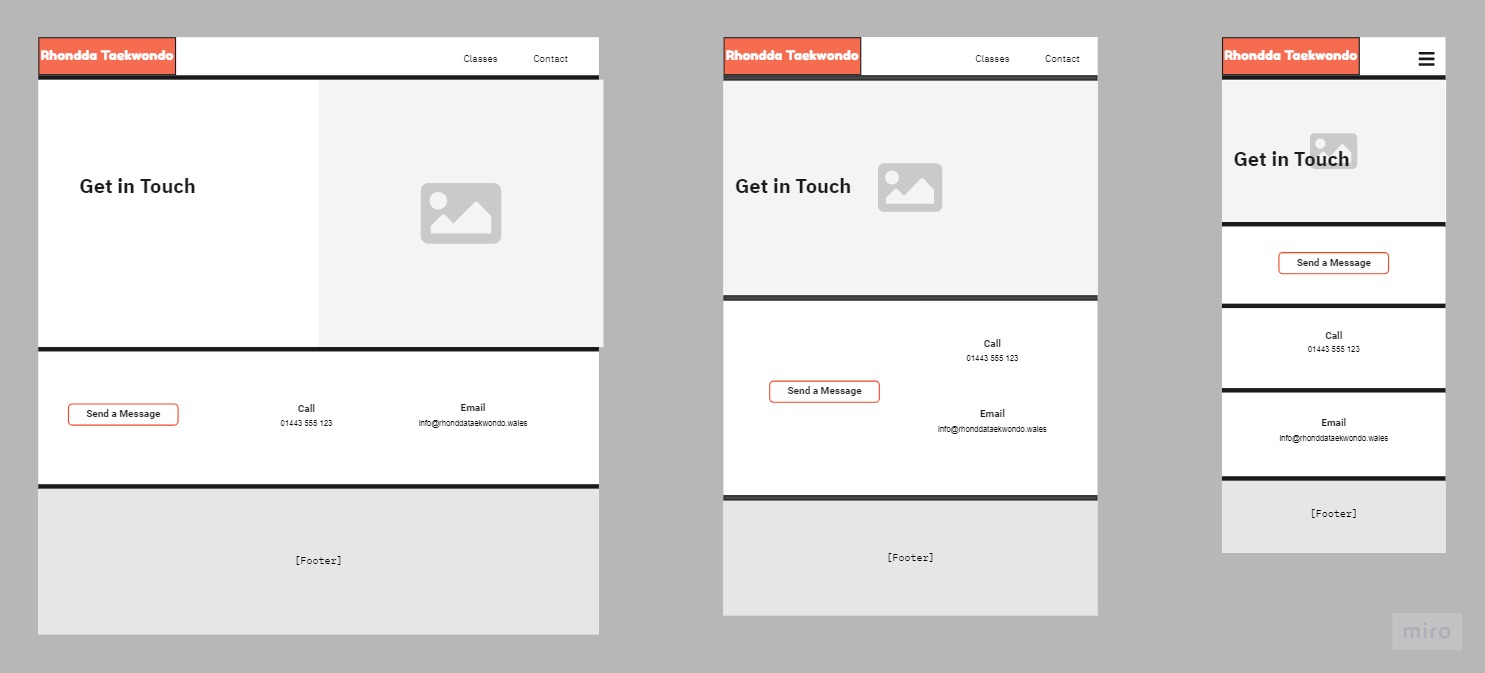 Rhondda Taekwondo
Classes
Contact
Get in Touch
Send a Message
Call
01443 555 123
Email
info@rhonddataekwondo.wales
[Footer]
Rhondda Taekwondo
Classes
Contact
Get in Touch
Send a Message
Call
01443 555 123
Email
info@rhonddataekwondo.wales
[Footer]
Rhondda Taekwondo
Get in Touch
Send a Message
Call
01443 555 123
Email
info@rhonddataekwondo.wales
[Footer]
miro